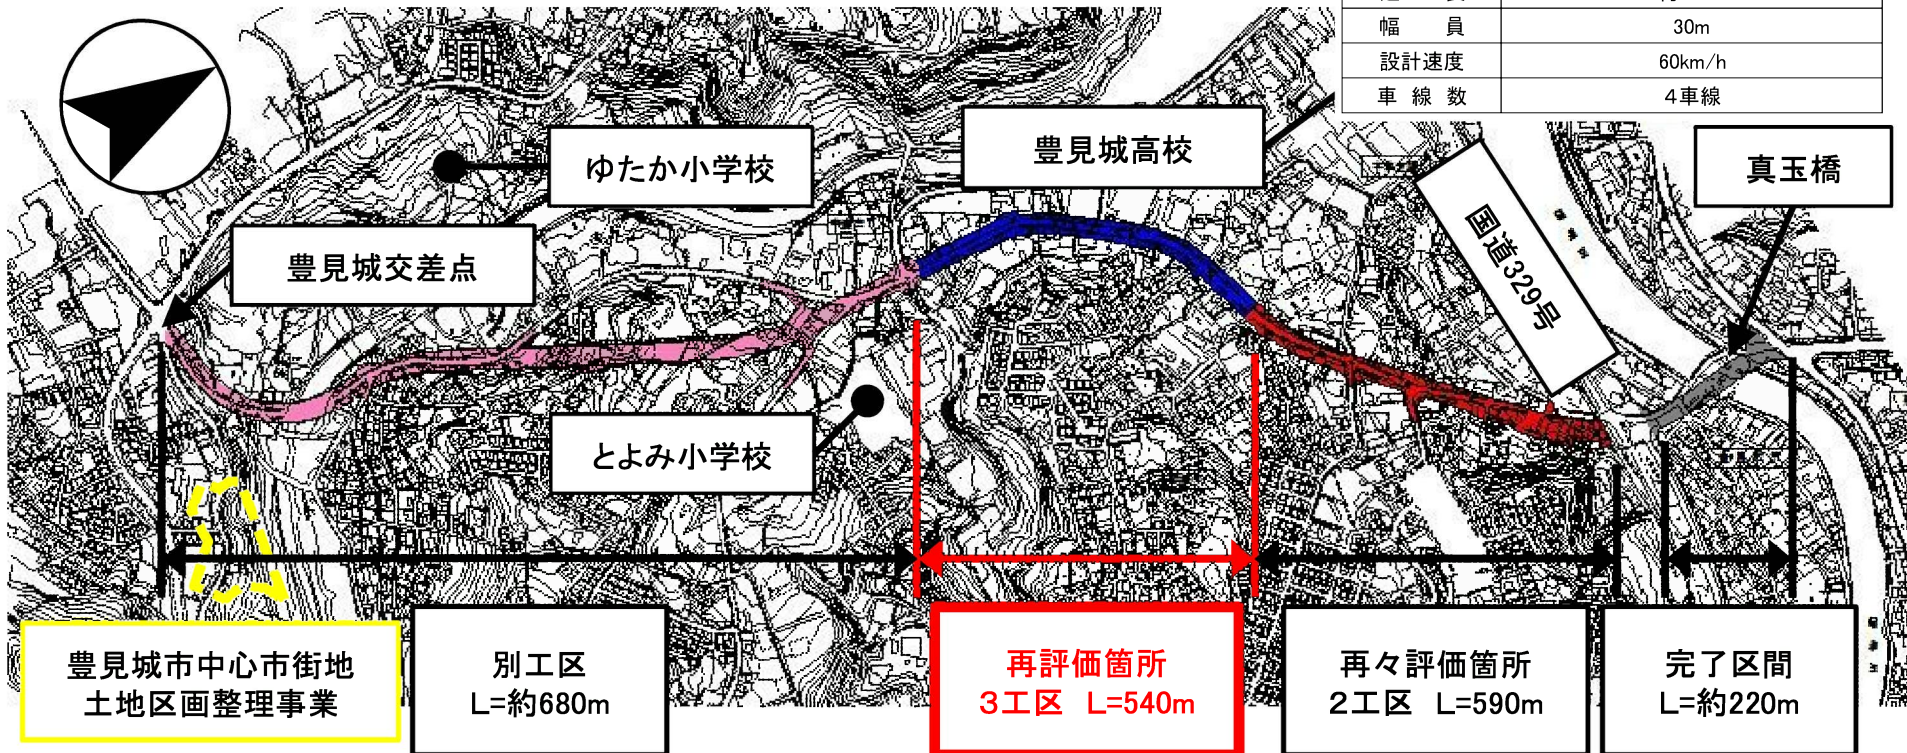 幅　員 30m
設計速度 60km/h
車 線 数 4車線
豊見城高校
真玉橋
ゆたか小学校
国道329号
豊見城交差点
とよみ小学校
豊見城市中心市街地
土地区画整理事業
別工区
L=約680m
再評価箇所
3工区 L=540m
再々評価箇所
2工区 L=590m
完了区間
L=約220m